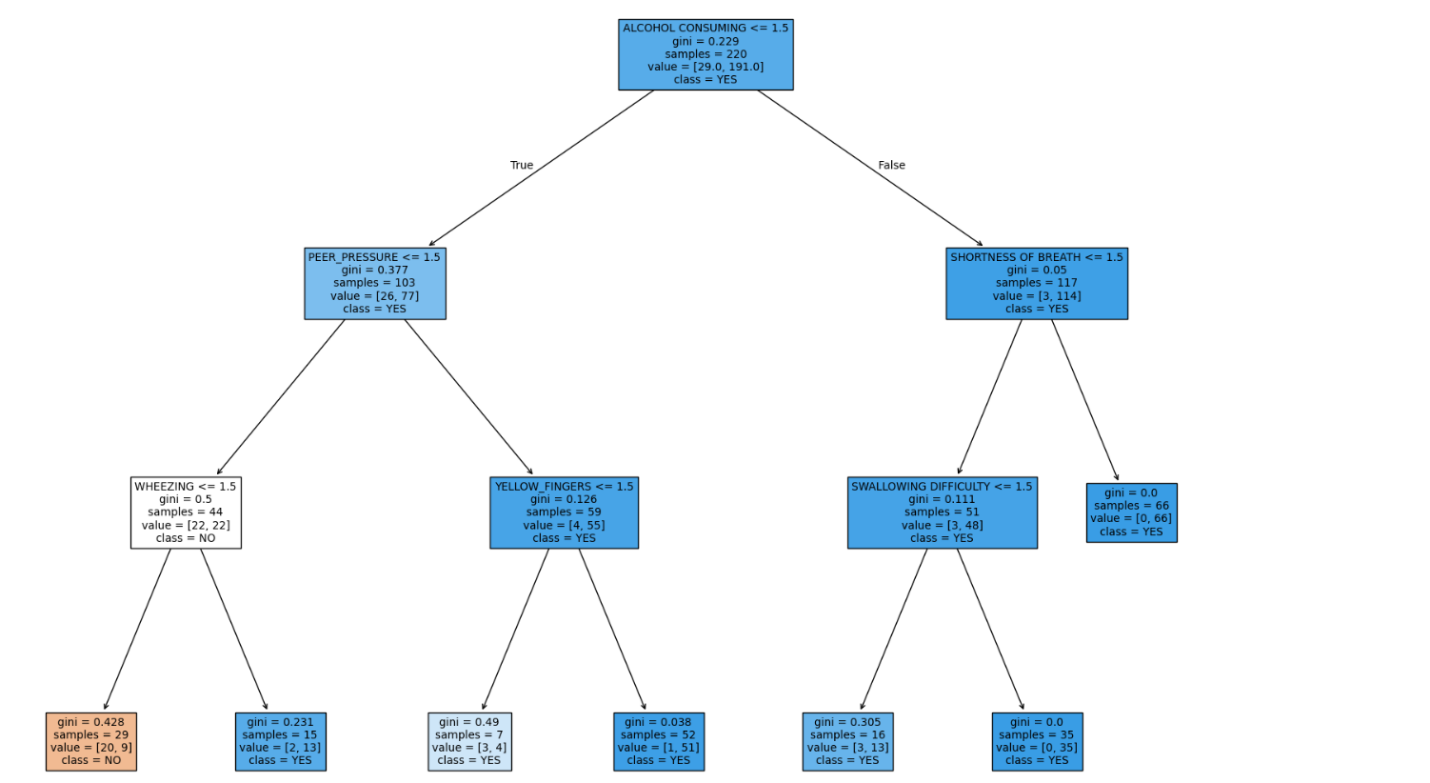 ALCOHOL CONSUMING <= 1.5
gini = 0.229
samples = 220
value = [29.0, 191.0]
class = YES
True
False
PEER_PRESSURE <= 1.5
gini = 0.377
samples = 103
value = [26, 77]
class = YES
SHORTNESS OF BREATH <= 1.5
gini = 0.05
samples = 117
value = [3, 114]
class = YES
WHEEZING <= 1.5
gini = 0.5
samples = 44
value = [22, 22]
class = NO
YELLOW_FINGERS <= 1.5
gini = 0.126
samples = 59
value = [4, 55]
class = YES
SWALLOWING DIFFICULTY <= 1.5
gini = 0.111
samples = 51
value = [3, 48]
class = YES
gini = 0.0
samples = 66
value = [0, 66]
class = YES
gini = 0.428
samples = 29
value = [20, 9]
class = NO
gini = 0.231
samples = 15
value = [2, 13]
class = YES
gini = 0.49
samples = 7
value = [3, 4]
class = YES
gini = 0.038
samples = 52
value = [1, 51]
class = YES
gini = 0.305
samples = 16
value = [3, 13]
class = YES
gini = 0.0
samples = 35
value = [0, 35]
class = YES